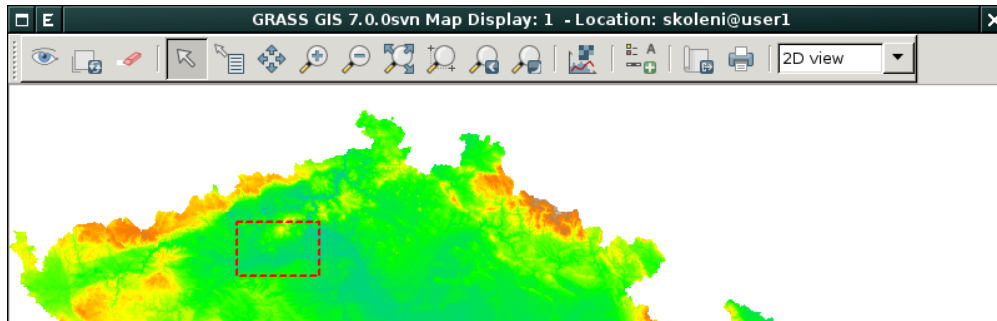 E GRASS GIS 7.0.0svn Map Display: 1 - Location: skoleni@user1
A 2D view